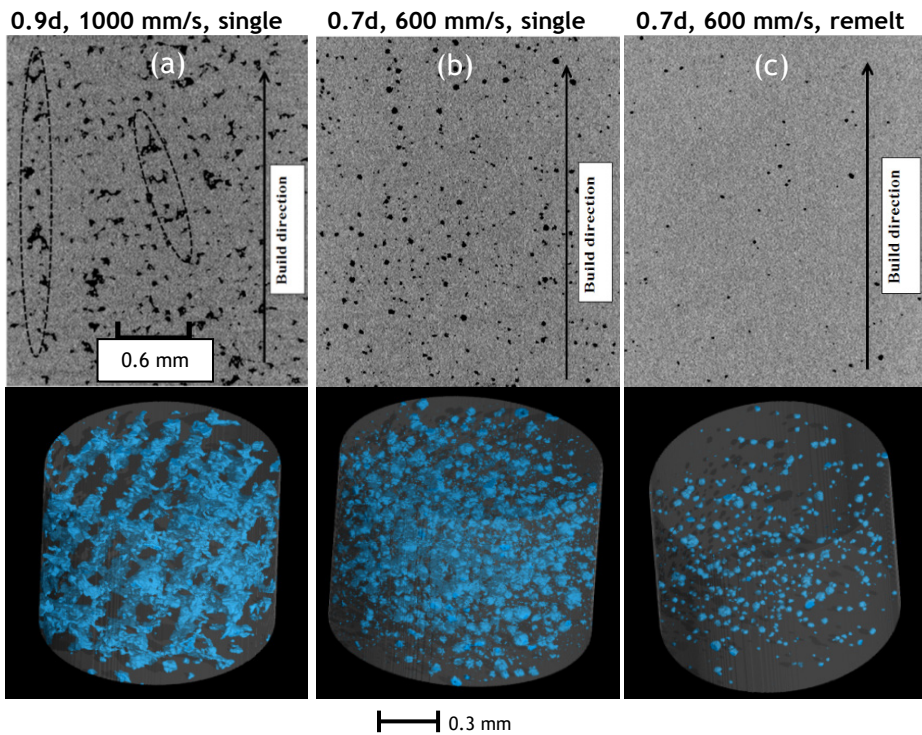 0.9d, 1000 mm/s, single
0.7d, 600 mm/s, single
0.7d, 600 mm/s, remelt
(a)
(b)
(c)
Build direction
Build direction
Build direction
0.6 mm
0.3 mm